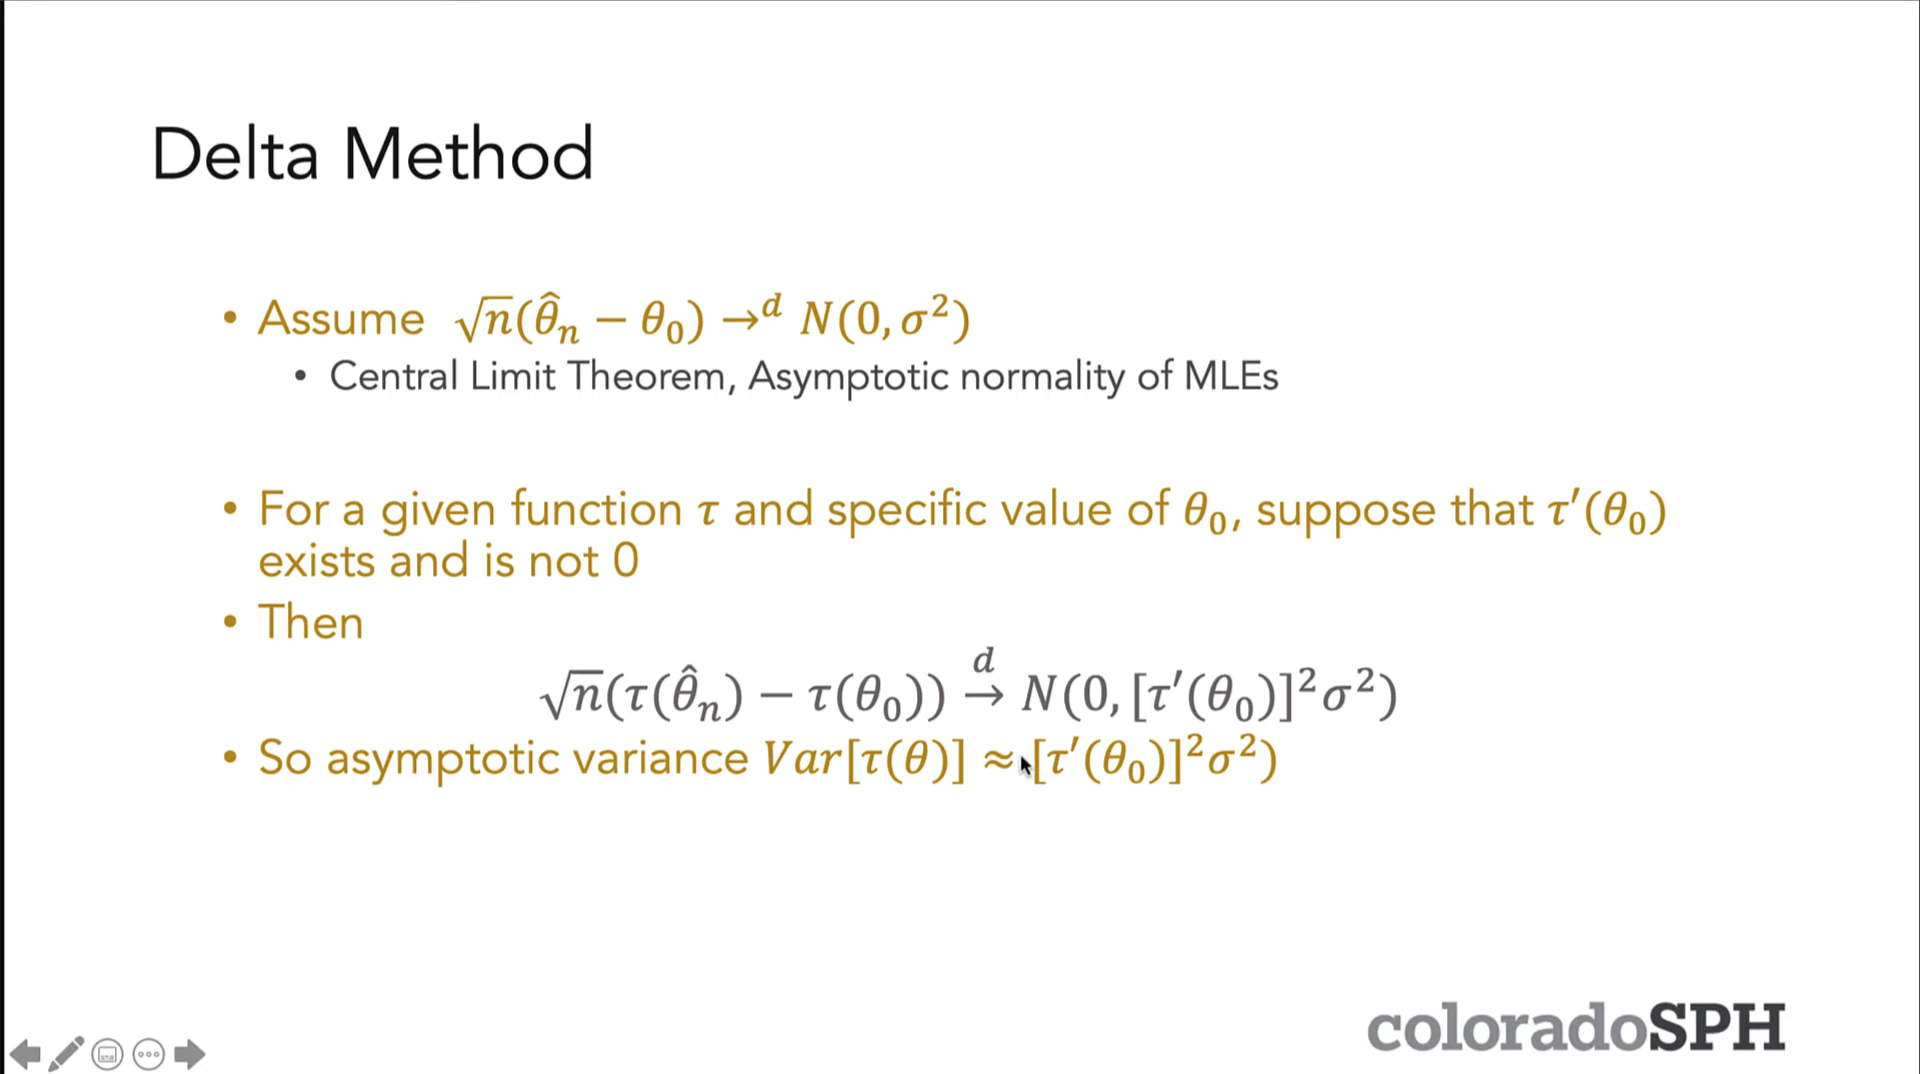 Delta Method
• Assume √n(θ̂ₙ − θ₀) →ᵈ N(0, σ²)
• Central Limit Theorem, Asymptotic normality of MLEs
• For a given function τ and specific value of θ₀, suppose that τ′(θ₀)
exists and is not 0
• Then
√n(τ(θ̂ₙ) − τ(θ₀)) →ᵈ N(0, [τ′(θ₀)]²σ²)
• So asymptotic variance Var[τ(θ)] ≈ [τ′(θ₀)]²σ²)
coloradoSPH